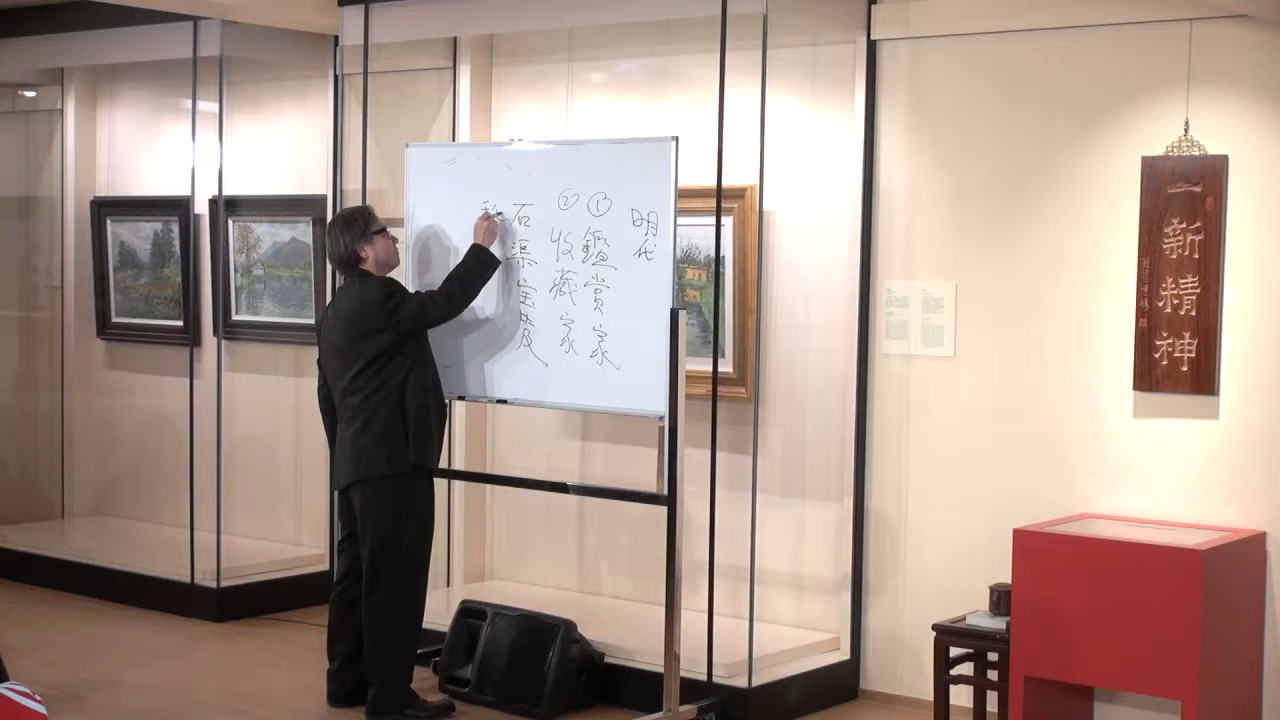 明代
①鑑賞家
②收藏家
石渠宝笈
一新精神